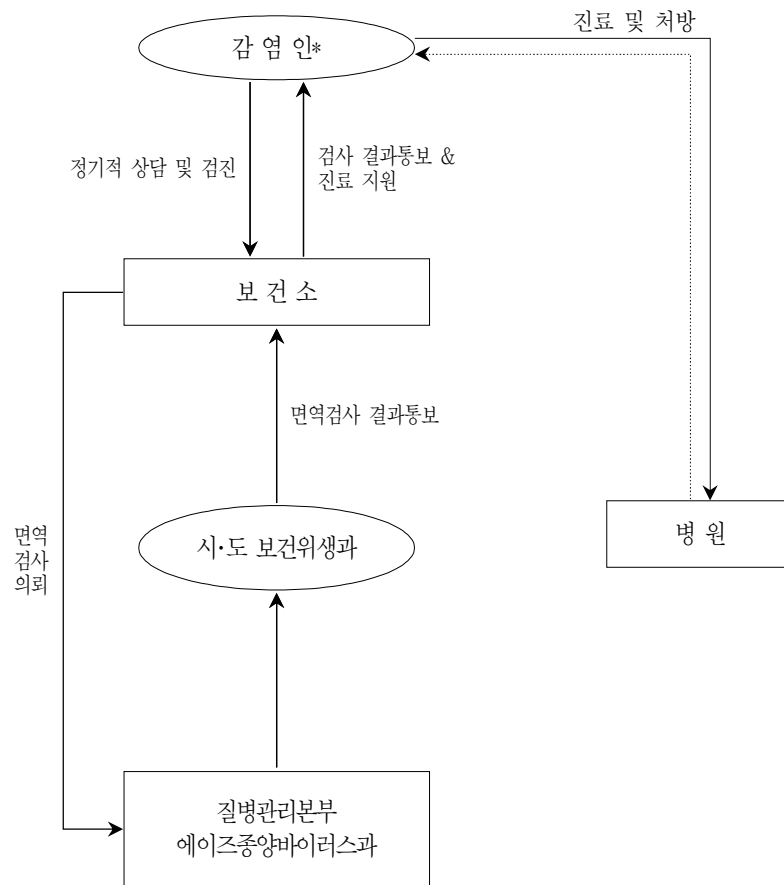 진료 및 처방
감 염 인*
정기적 상담 및 검진
검사 결과통보 &
진료 지원
보 건 소
면역검사 결과통보
면역
검사
의뢰
시·도 보건위생과
병 원
질병관리본부
에이즈종양바이러스과